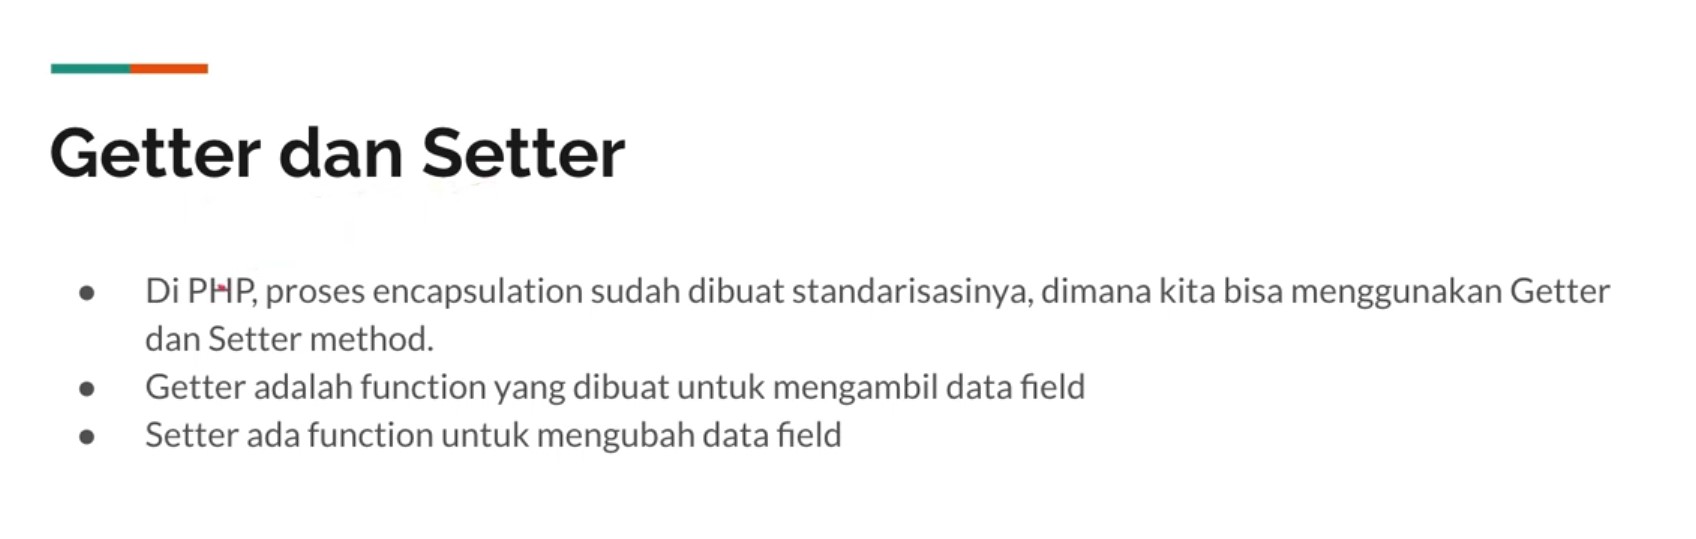 Getter dan Setter
● Di PHP, proses encapsulation sudah dibuat standarisasinya, dimana kita bisa menggunakan Getter
dan Setter method.
● Getter adalah function yang dibuat untuk mengambil data field
● Setter ada function untuk mengubah data field